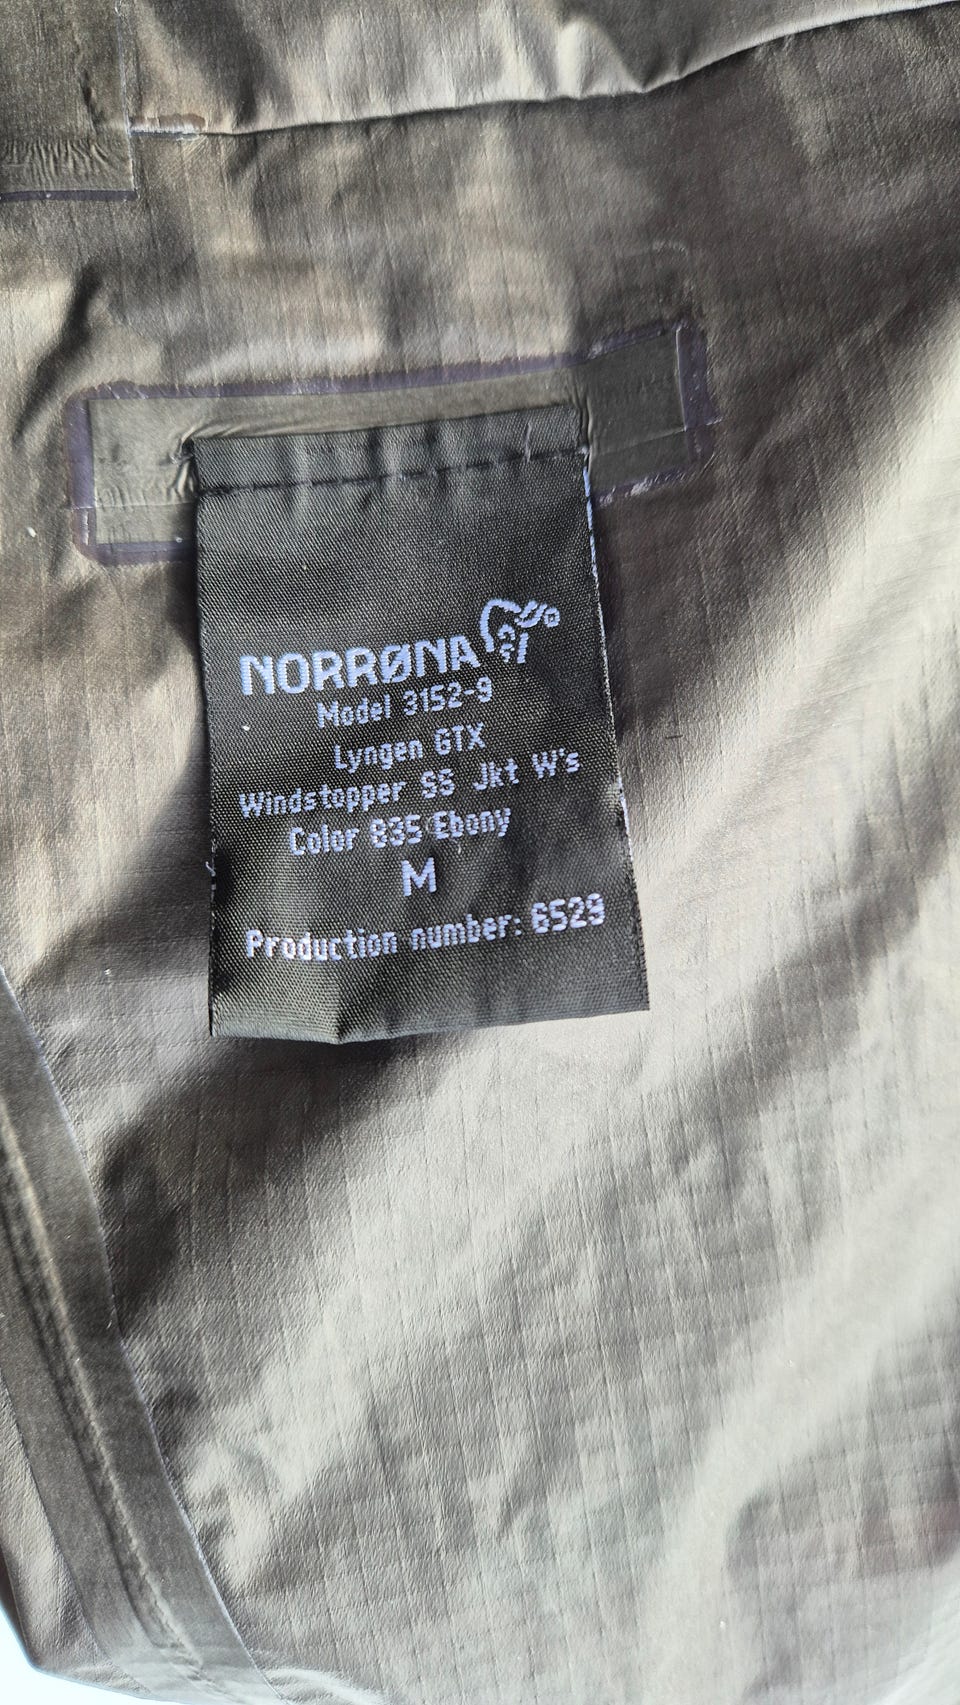 NORRØNA
Model 3152-9
Lyngen GTX
Windstopper SS Jkt W's
Color 835 Ebony
M
Production number: 6529